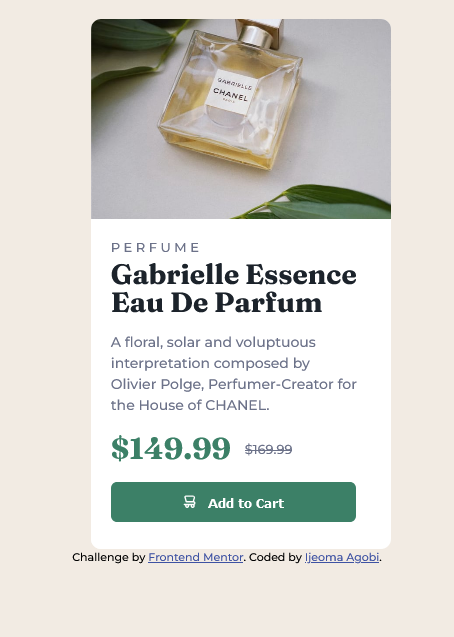 GABRIELLE
CHANEL
PARIS
PERFUME
Gabrielle Essence
Eau De Parfum
A floral, solar and voluptuous
interpretation composed by
Olivier Polge, Perfumer-Creator for
the House of CHANEL.
$149.99 $169.99
Add to Cart
Challenge by Frontend Mentor. Coded by Ijeoma Agobi.